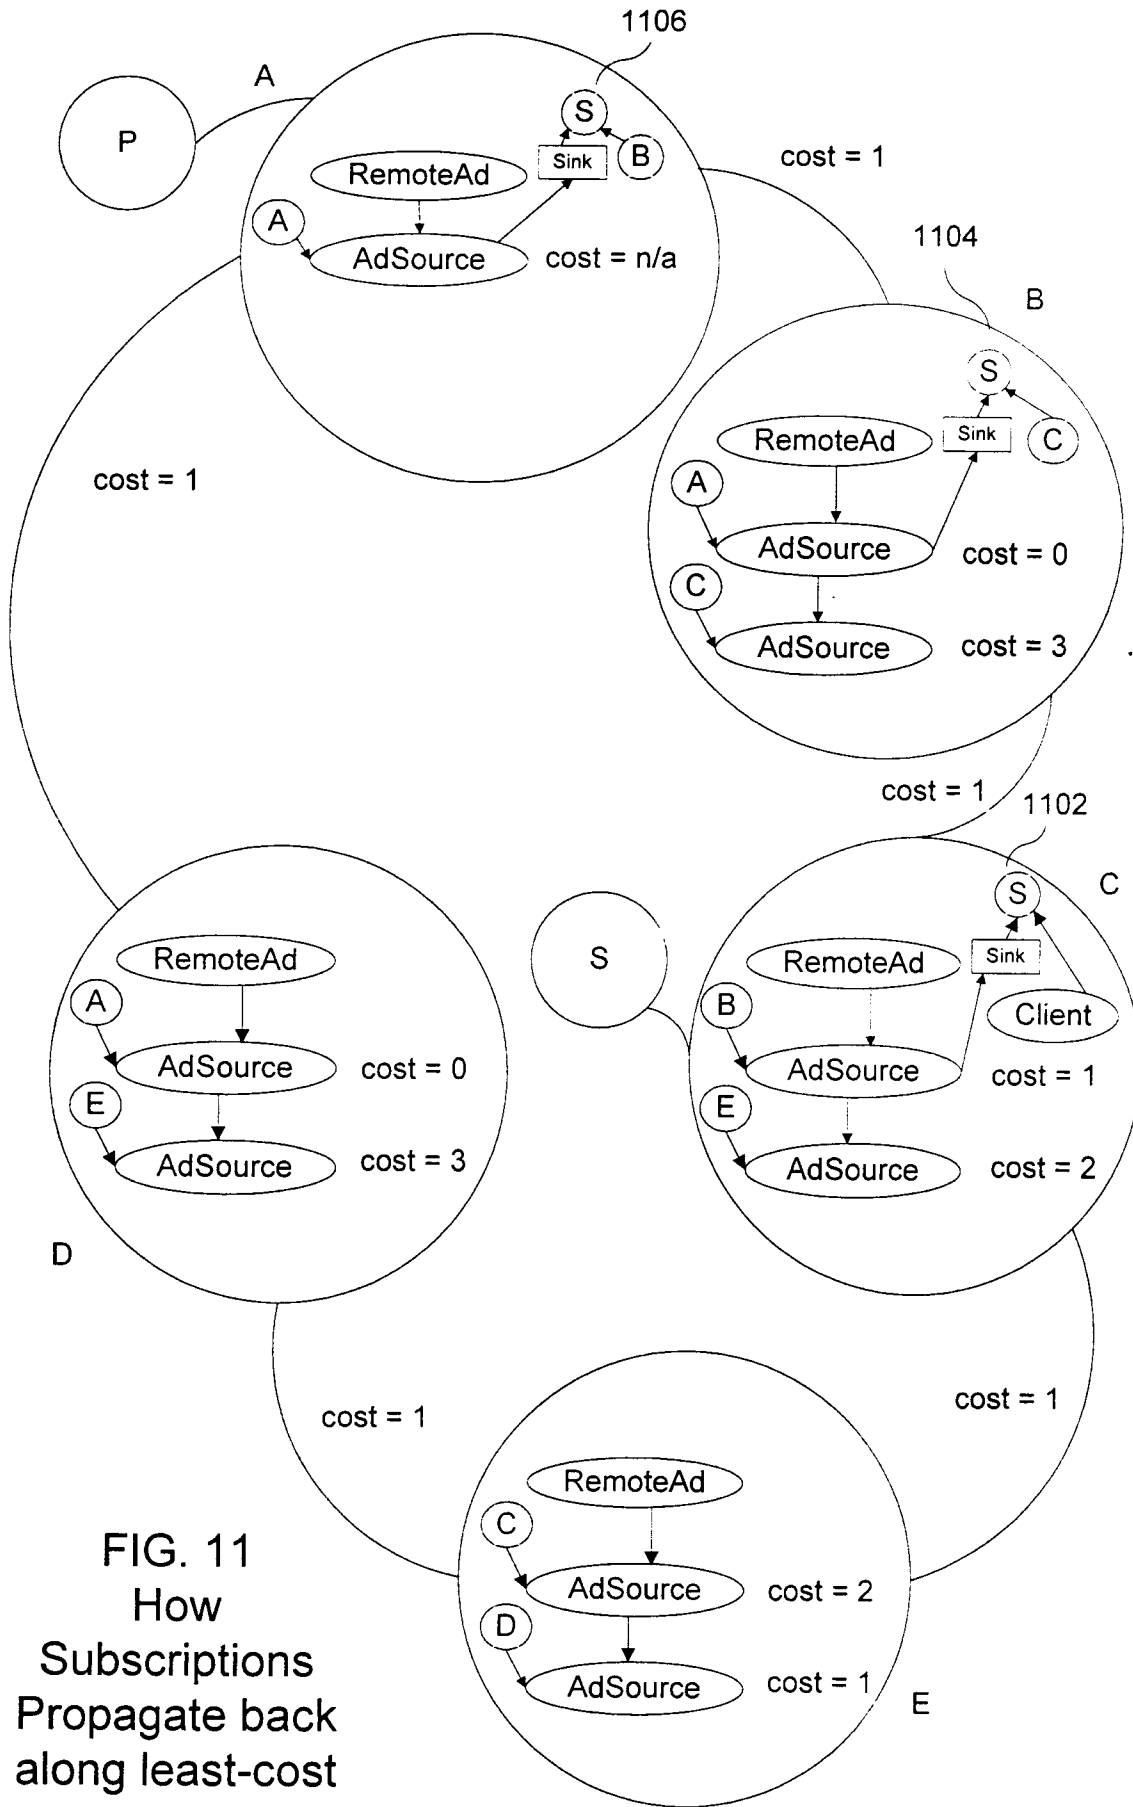 1106
A
P
S
Sink
B
cost = 1
RemoteAd
A
AdSource
cost = n/a
1104
B
S
Sink
C
RemoteAd
A
AdSource
cost = 0
C
AdSource
cost = 3
cost = 1
cost = 1
1102
C
S
Sink
Client
S
RemoteAd
B
AdSource
cost = 1
E
AdSource
cost = 2
RemoteAd
A
AdSource
cost = 0
E
AdSource
cost = 3
D
cost = 1
cost = 1
RemoteAd
C
AdSource
cost = 2
D
AdSource
cost = 1
E
FIG. 11
How
Subscriptions
Propagate back
along least-cost